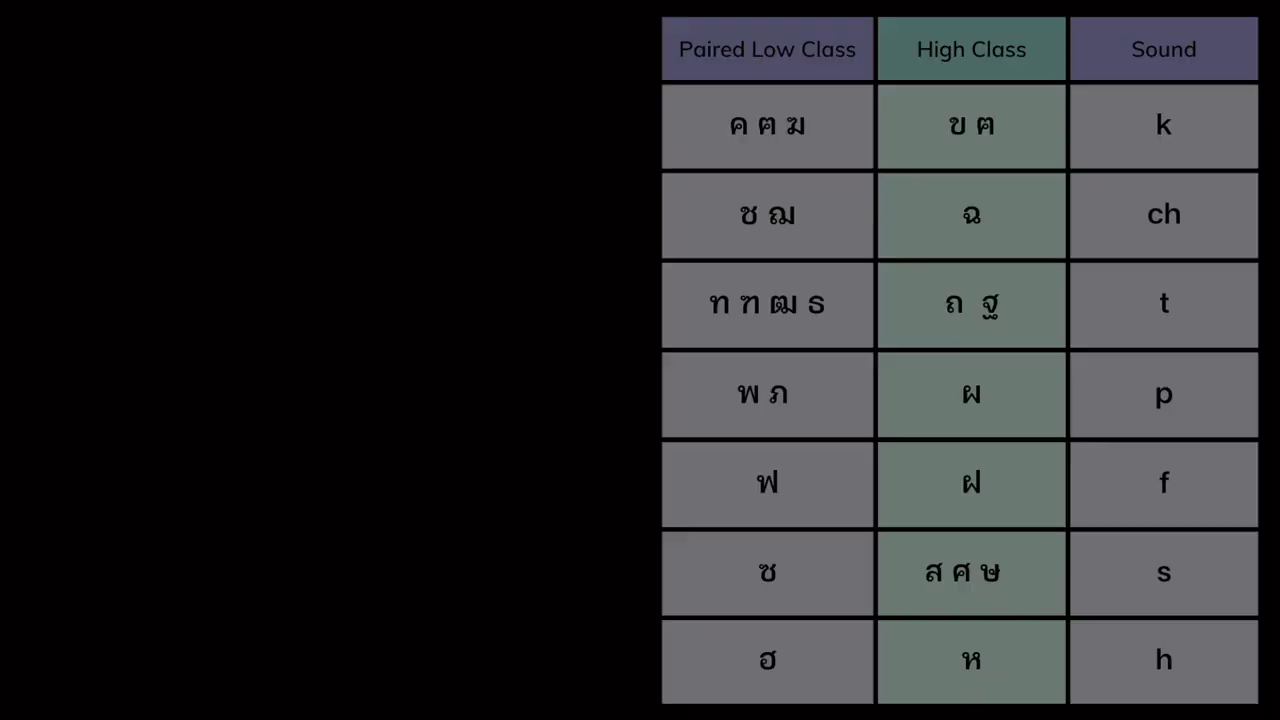 Paired Low Class High Class Sound
ค ฅ ฆ ข ฃ k
ช ฌ ฉ ch
ท ฑ ฒ ธ ถ ฐ t
พ ภ ผ p
ฟ ฝ f
ซ ส ศ ษ s
ฮ ห h